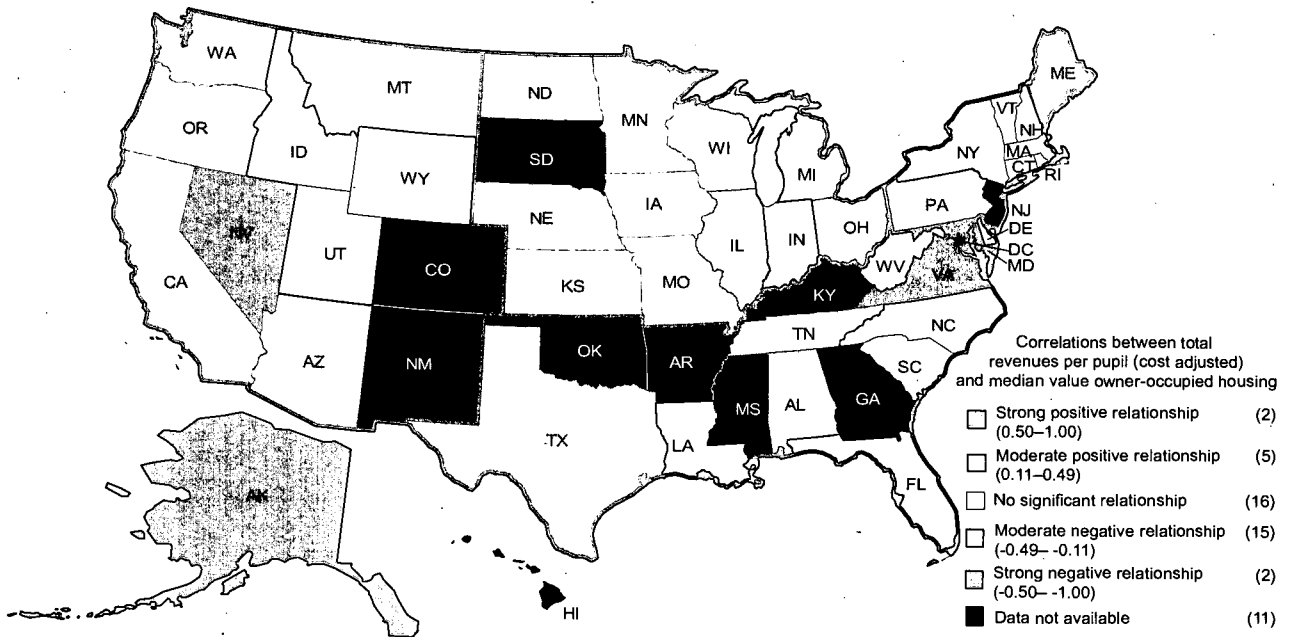 WA
MT
ND
MN
ME
VT
NH
OR
ID
SD
WI
NY
MA
CT
RI
WY
MI
IA
PA
NE
NJ
NV
OH
DE
IL
IN
UT
CO
DC
WV
VA
MD
CA
KS
MO
KY
NC
TN
AZ
NM
OK
AR
SC
MS
AL
GA
TX
LA
FL
AK
HI
Correlations between total
revenues per pupil (cost adjusted)
and median value owner-occupied housing
Strong positive relationship (2)
(0.50–1.00)
Moderate positive relationship (5)
(0.11–0.49)
No significant relationship (16)
Moderate negative relationship (15)
(-0.49– -0.11)
Strong negative relationship (2)
(-0.50– -1.00)
Data not available (11)